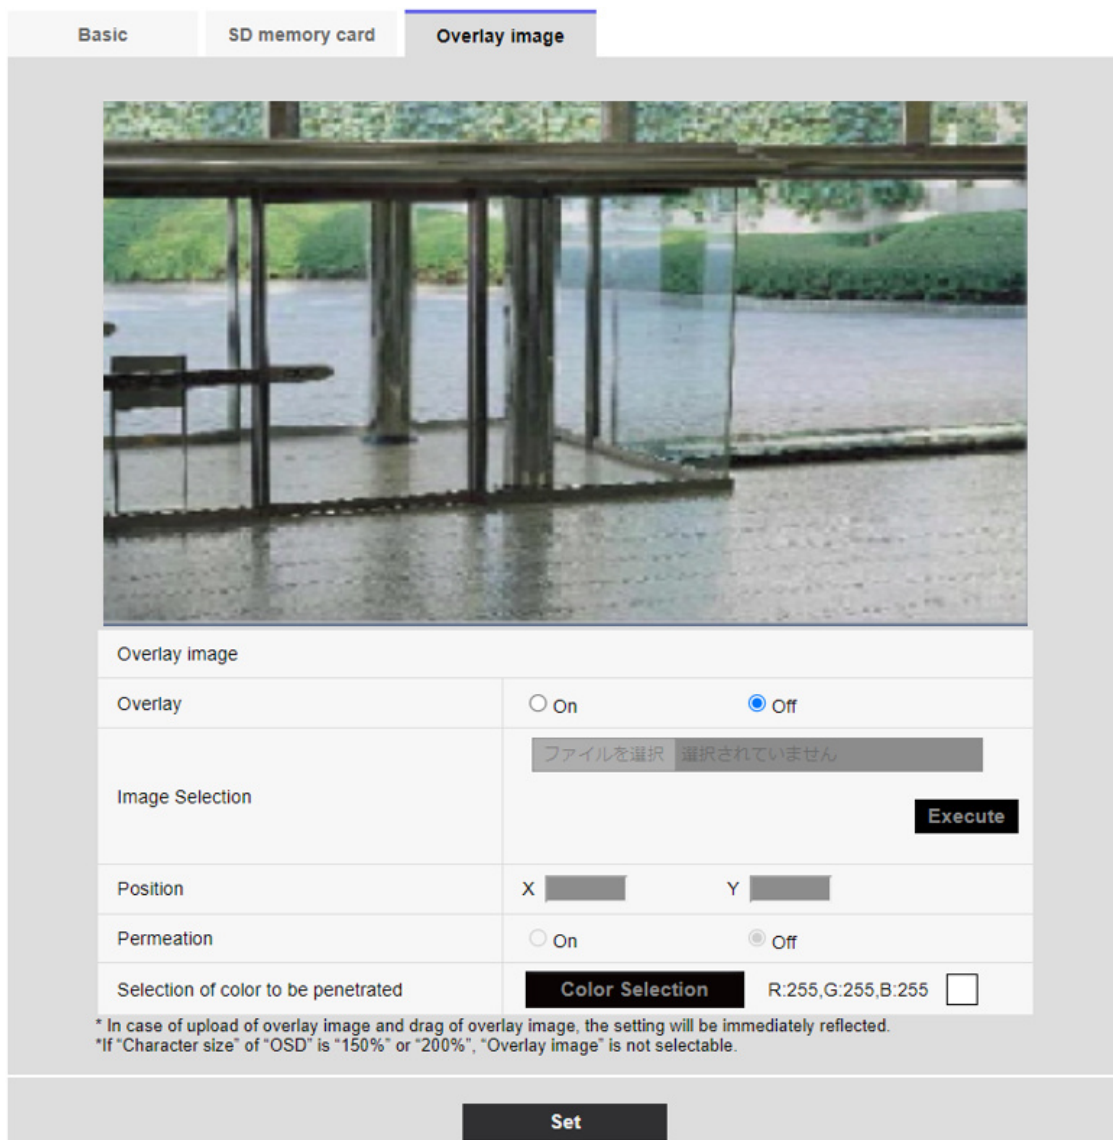 Basic SD memory card Overlay image
Overlay image
Overlay On Off
ファイルを選択 選択されていません
Image Selection
Execute
Position X Y
Permeation On Off
Selection of color to be penetrated Color Selection R:255,G:255,B:255
* In case of upload of overlay image and drag of overlay image, the setting will be immediately reflected.
*If “Character size” of “OSD” is “150%” or “200%”, “Overlay image” is not selectable.
Set